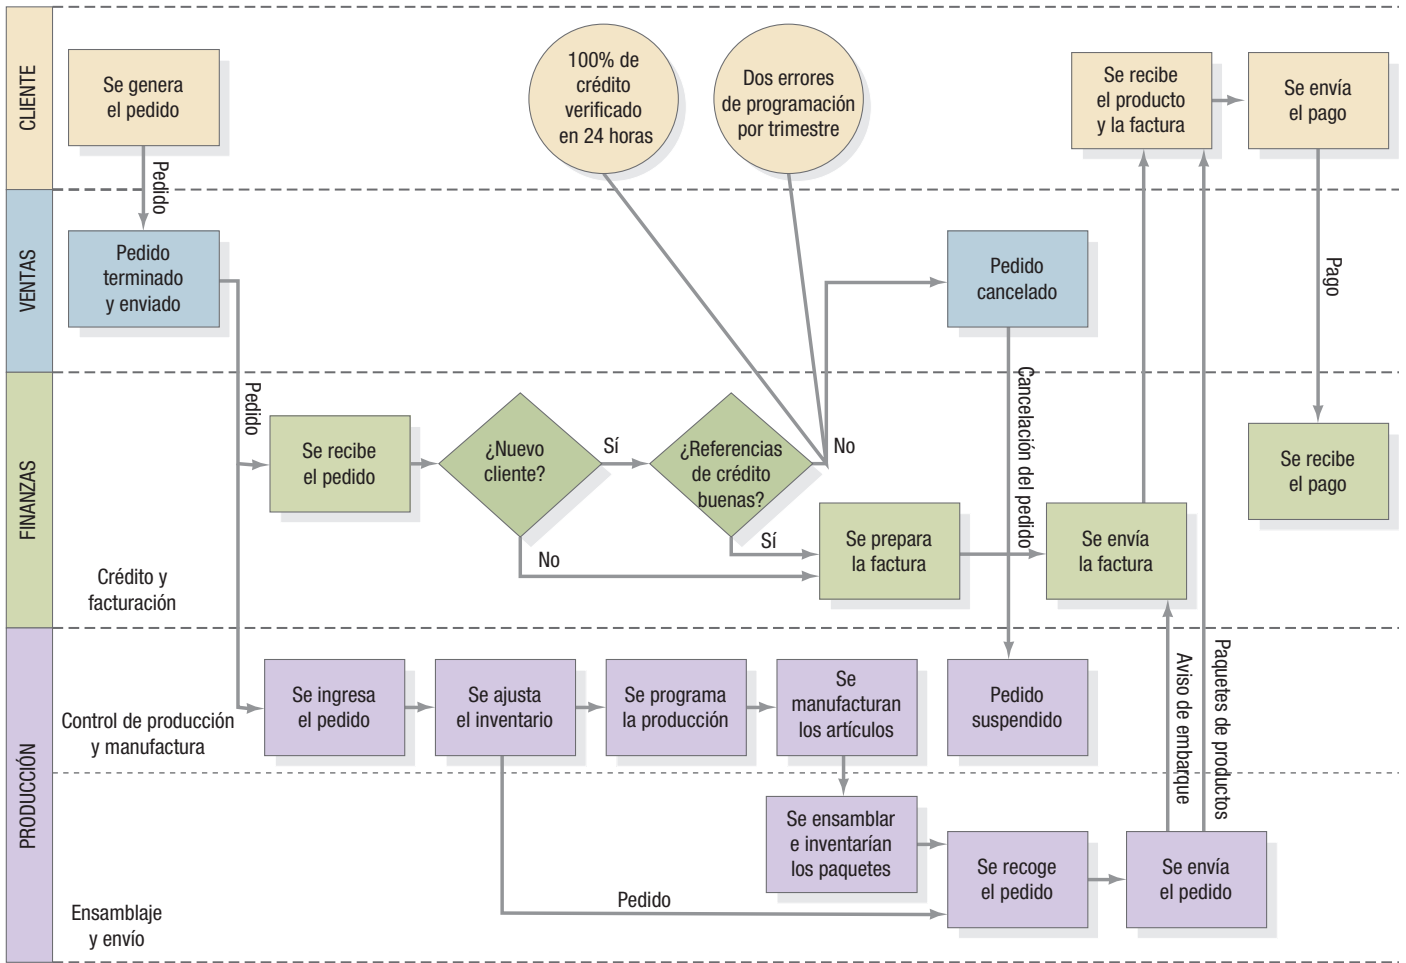 CLIENTE
Se genera
el pedido
Pedido
100% de
crédito
verificado
en 24 horas
Dos errores
de programación
por trimestre
Se recibe
el producto
y la factura
Se envía
el pago
VENTAS
Pedido
terminado
y enviado
Pedido
cancelado
Pago
FINANZAS
Pedido
Se recibe
el pedido
¿Nuevo
cliente?
Sí
No
¿Referencias
de crédito
buenas?
No
Sí
Se prepara
la factura
Cancelación del pedido
Se envía
la factura
Se recibe
el pago
Crédito y
facturación
PRODUCCIÓN
Control de producción
y manufactura
Se ingresa
el pedido
Se ajusta
el inventario
Se programa
la producción
Se
manufacturan
los artículos
Pedido
suspendido
Aviso de embarque
Paquetes de productos
Ensamblaje
y envío
Pedido
Se ensamblar
e inventarían
los paquetes
Se recoge
el pedido
Se envía
el pedido